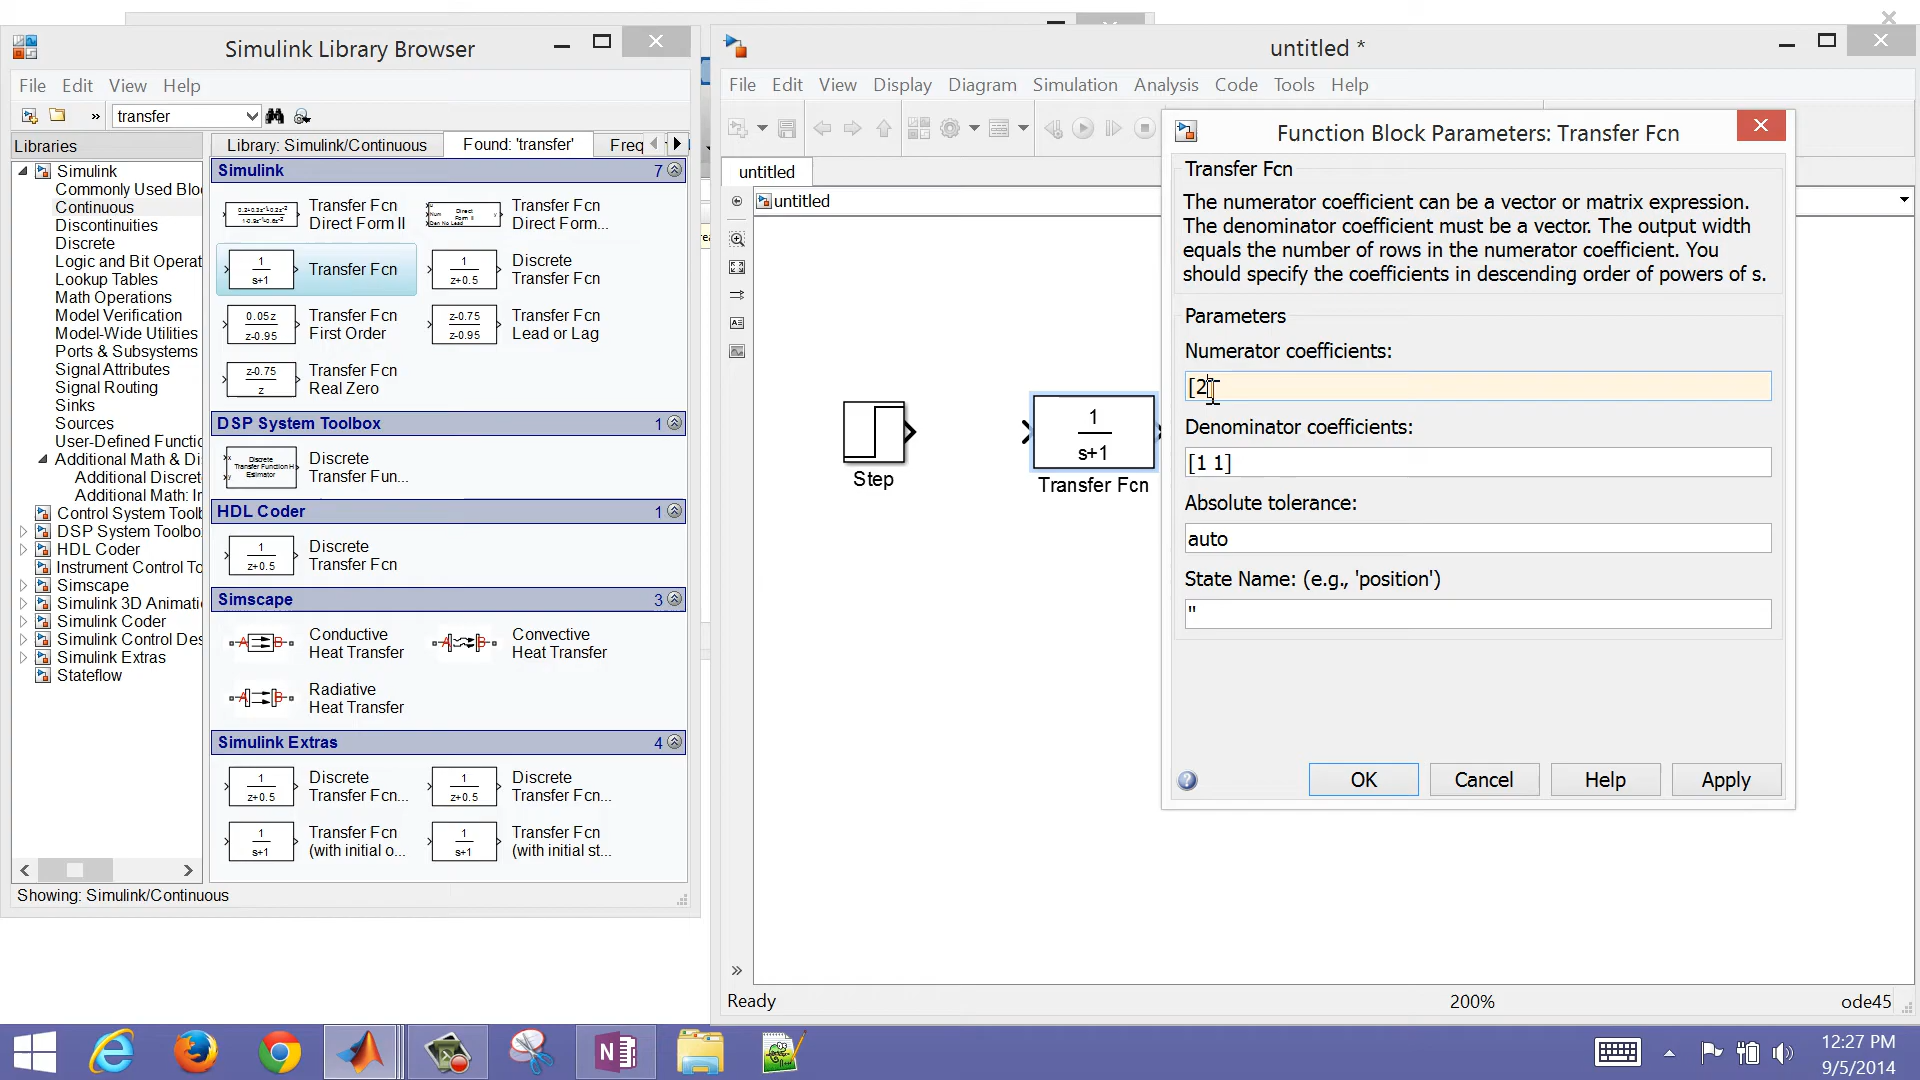 Simulink Library Browser
File Edit View Help
» transfer
Libraries
Simulink
Commonly Used Blo
Continuous
Discontinuities
Discrete
Logic and Bit Operat
Lookup Tables
Math Operations
Model Verification
Model-Wide Utilities
Ports & Subsystems
Signal Attributes
Signal Routing
Sinks
Sources
User-Defined Functio
Additional Math & Di
Additional Discret
Additional Math: Ir
Control System Toolb
DSP System Toolbo
HDL Coder
Instrument Control To
Simscape
Simulink 3D Animati
Simulink Coder
Simulink Control Des
Simulink Extras
Stateflow
Library: Simulink/Continuous Found: 'transfer' Freq
Simulink 7
Transfer Fcn
Direct Form II
Transfer Fcn
Direct Form...
1
s+1
Transfer Fcn
1
z+0.5
Discrete
Transfer Fcn
0.05z
z-0.95
Transfer Fcn
First Order
z-0.75
z-0.95
Transfer Fcn
Lead or Lag
z-0.75
z
Transfer Fcn
Real Zero
DSP System Toolbox 1
Discrete
Transfer Fun...
HDL Coder 1
1
z+0.5
Discrete
Transfer Fcn
Simscape 3
A B
Conductive
Heat Transfer
A B
Convective
Heat Transfer
A B
Radiative
Heat Transfer
Simulink Extras 4
1
z+0.5
Discrete
Transfer Fcn...
1
z+0.5
Discrete
Transfer Fcn...
1
s+1
Transfer Fcn
(with initial o...
1
s+1
Transfer Fcn
(with initial st...
Showing: Simulink/Continuous
untitled *
File Edit View Display Diagram Simulation Analysis Code Tools Help
untitled
untitled
Step
1
s+1
Transfer Fcn
»
Ready 200% ode45
Function Block Parameters: Transfer Fcn
Transfer Fcn
The numerator coefficient can be a vector or matrix expression.
The denominator coefficient must be a vector. The output width
equals the number of rows in the numerator coefficient. You
should specify the coefficients in descending order of powers of s.
Parameters
Numerator coefficients:
[2]
Denominator coefficients:
[1 1]
Absolute tolerance:
auto
State Name: (e.g., 'position')
''
OK Cancel Help Apply
12:27 PM
9/5/2014